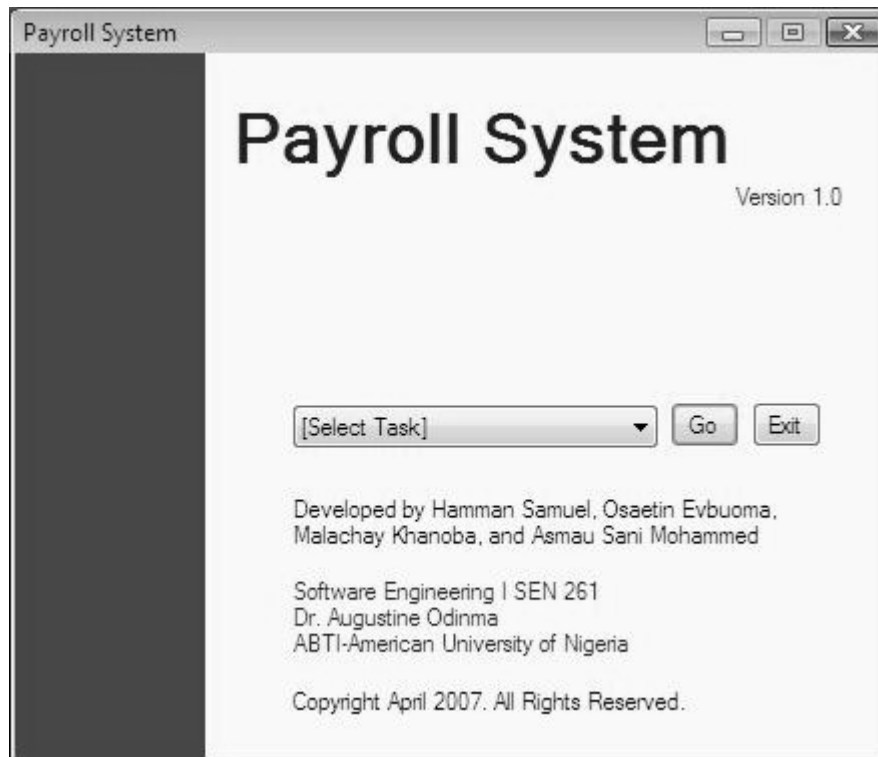 Payroll System
Payroll System
Version 1.0
[Select Task]
Go
Exit
Developed by Hamman Samuel, Osaetin Evbuoma,
Malachay Khanoba, and Asmau Sani Mohammed
Software Engineering I SEN 261
Dr. Augustine Odinma
ABTI-American University of Nigeria
Copyright April 2007. All Rights Reserved.